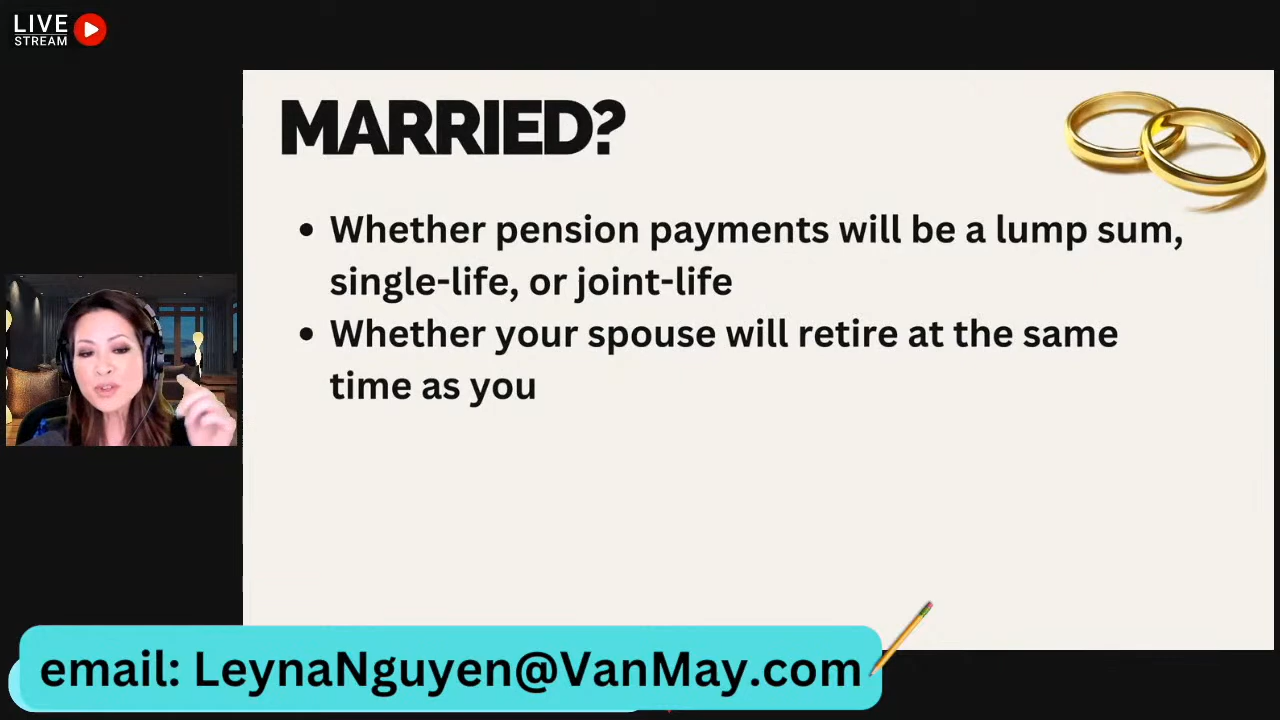 LIVE
STREAM
MARRIED?
• Whether pension payments will be a lump sum,
single-life, or joint-life
• Whether your spouse will retire at the same
time as you
email: LeynaNguyen@VanMay.com